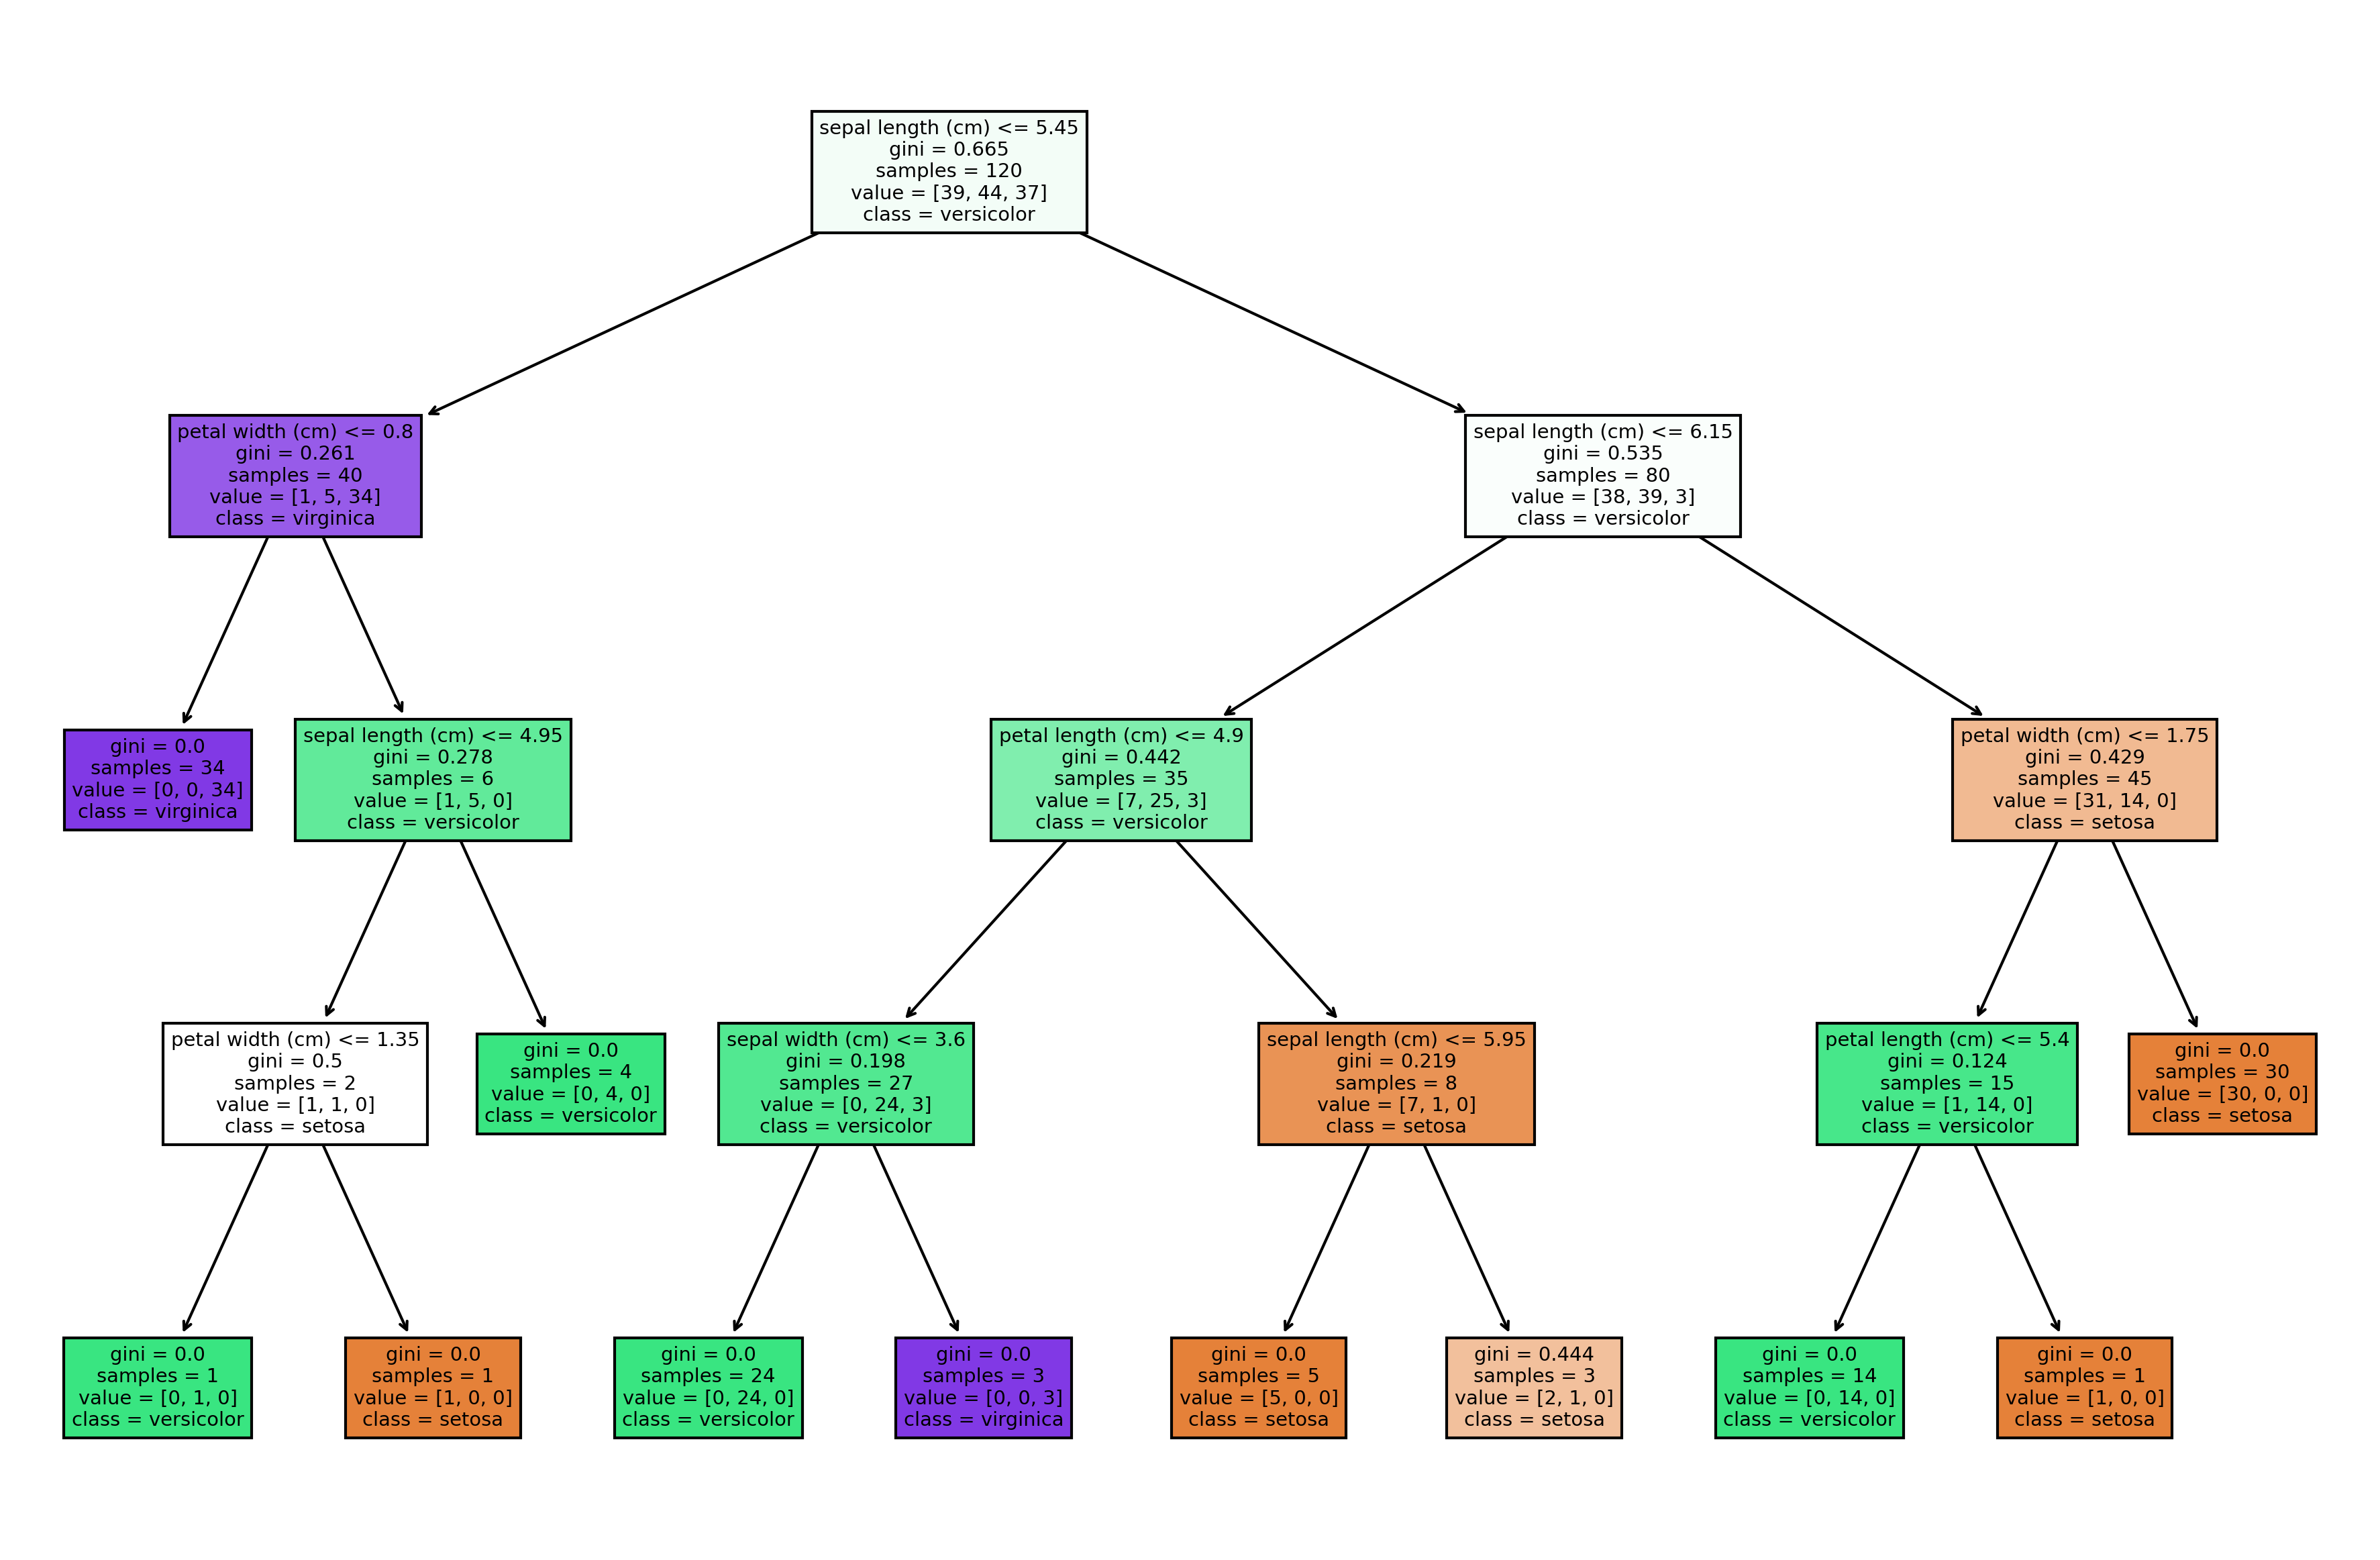 sepal length (cm) <= 5.45
gini = 0.665
samples = 120
value = [39, 44, 37]
class = versicolor
petal width (cm) <= 0.8
gini = 0.261
samples = 40
value = [1, 5, 34]
class = virginica
sepal length (cm) <= 6.15
gini = 0.535
samples = 80
value = [38, 39, 3]
class = versicolor
gini = 0.0
samples = 34
value = [0, 0, 34]
class = virginica
sepal length (cm) <= 4.95
gini = 0.278
samples = 6
value = [1, 5, 0]
class = versicolor
petal length (cm) <= 4.9
gini = 0.442
samples = 35
value = [7, 25, 3]
class = versicolor
petal width (cm) <= 1.75
gini = 0.429
samples = 45
value = [31, 14, 0]
class = setosa
petal width (cm) <= 1.35
gini = 0.5
samples = 2
value = [1, 1, 0]
class = setosa
gini = 0.0
samples = 4
value = [0, 4, 0]
class = versicolor
sepal width (cm) <= 3.6
gini = 0.198
samples = 27
value = [0, 24, 3]
class = versicolor
sepal length (cm) <= 5.95
gini = 0.219
samples = 8
value = [7, 1, 0]
class = setosa
petal length (cm) <= 5.4
gini = 0.124
samples = 15
value = [1, 14, 0]
class = versicolor
gini = 0.0
samples = 30
value = [30, 0, 0]
class = setosa
gini = 0.0
samples = 1
value = [0, 1, 0]
class = versicolor
gini = 0.0
samples = 1
value = [1, 0, 0]
class = setosa
gini = 0.0
samples = 24
value = [0, 24, 0]
class = versicolor
gini = 0.0
samples = 3
value = [0, 0, 3]
class = virginica
gini = 0.0
samples = 5
value = [5, 0, 0]
class = setosa
gini = 0.444
samples = 3
value = [2, 1, 0]
class = setosa
gini = 0.0
samples = 14
value = [0, 14, 0]
class = versicolor
gini = 0.0
samples = 1
value = [1, 0, 0]
class = setosa